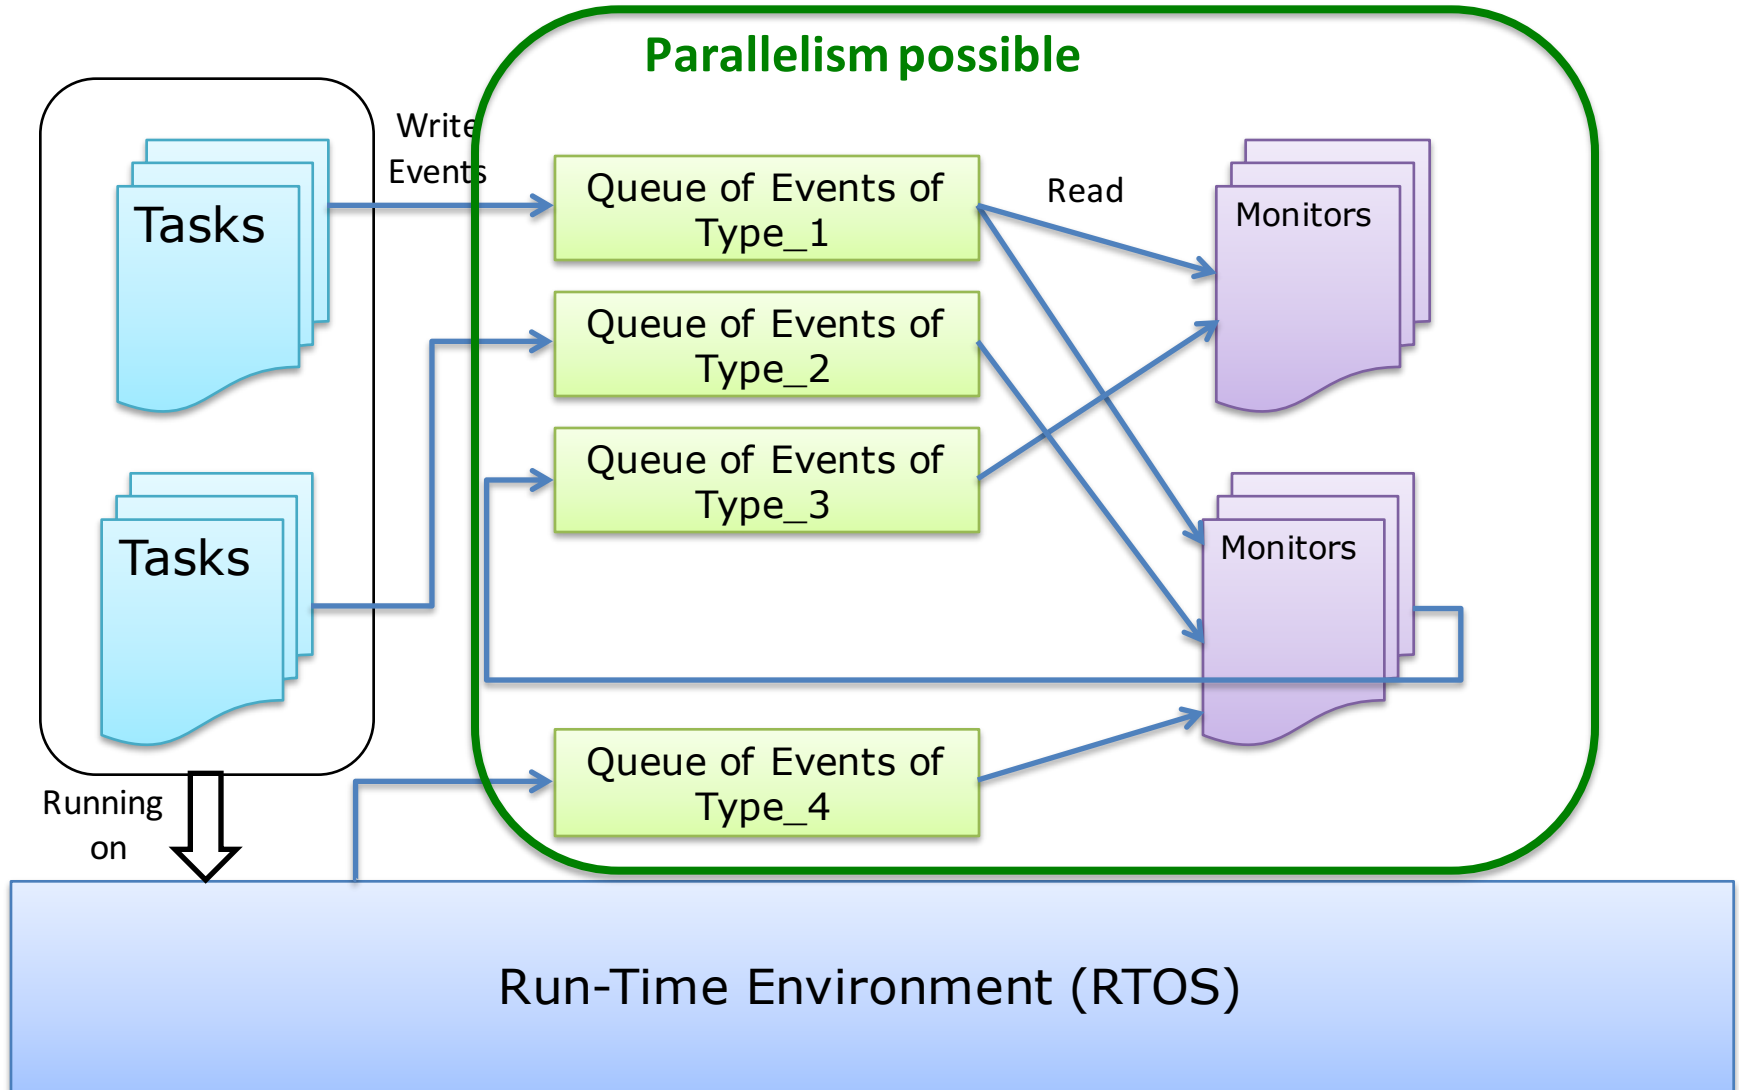 Parallelism possible
Write
Events
Tasks
Queue of Events of
Type_1
Read
Monitors
Queue of Events of
Type_2
Queue of Events of
Type_3
Tasks
Monitors
Queue of Events of
Type_4
Running
on
Run-Time Environment (RTOS)